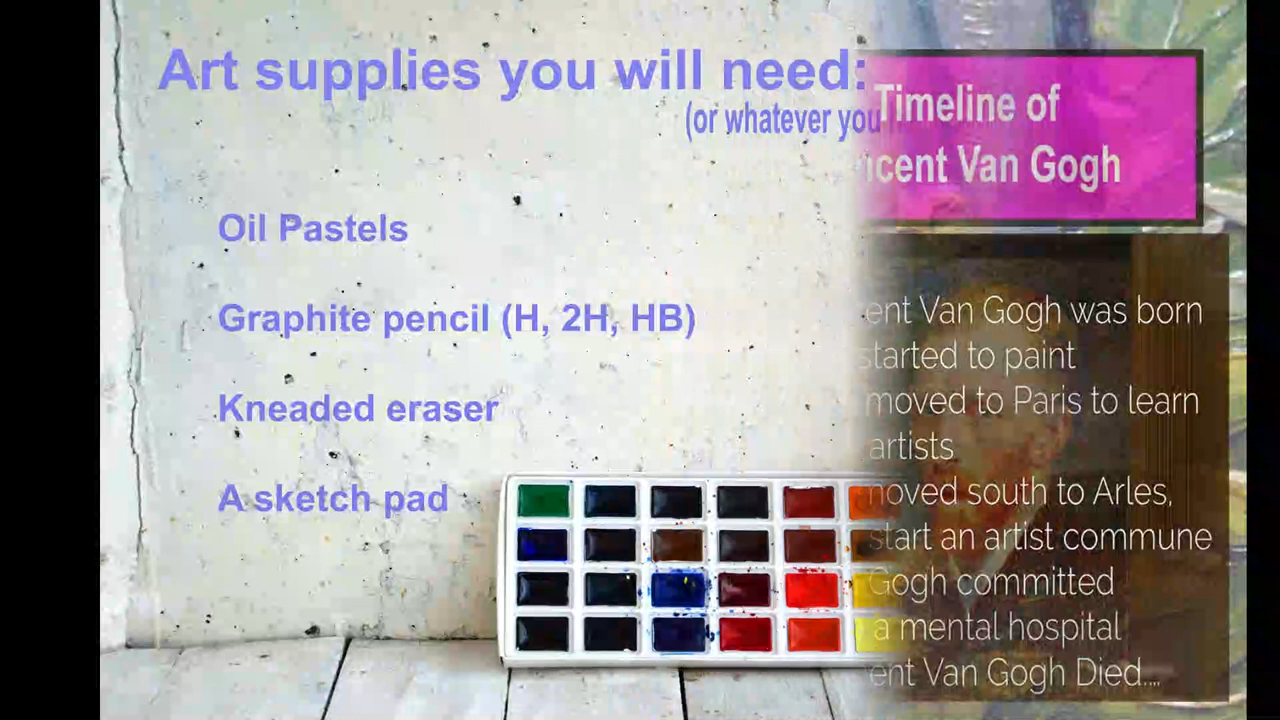 Art supplies you will need:
(or whatever you
Oil Pastels
Graphite pencil (H, 2H, HB)
Kneaded eraser
A sketch pad
Timeline of
ncent Van Gogh
ent Van Gogh was born
started to paint
moved to Paris to learn
artists
moved south to Arles,
start an artist commune
Gogh committed
a mental hospital
ent Van Gogh Died....